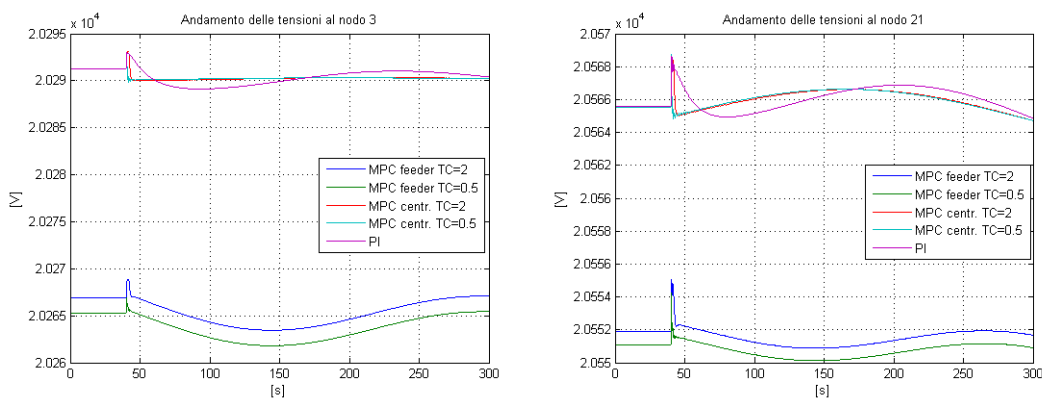 Andamento delle tensioni al nodo 3
x 10^4
2.0295
2.029
2.0285
2.028
2.0275
2.027
2.0265
2.026
[V]
MPC feeder TC=2
MPC feeder TC=0.5
MPC centr. TC=2
MPC centr. TC=0.5
PI
0 50 100 150 200 250 300
[s]
Andamento delle tensioni al nodo 21
x 10^4
2.057
2.0568
2.0566
2.0564
2.0562
2.056
2.0558
2.0556
2.0554
2.0552
2.055
[V]
MPC feeder TC=2
MPC feeder TC=0.5
MPC centr. TC=2
MPC centr. TC=0.5
PI
0 50 100 150 200 250 300
[s]